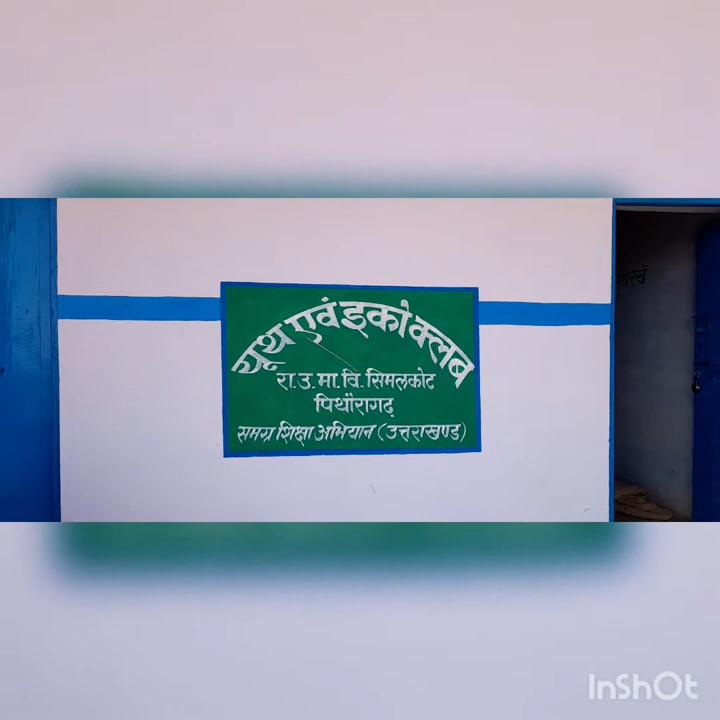 यूथ एवं इको क्लब
रा. उ. मा. वि. सिमलकोट
पिथौरागढ़
समग्र शिक्षा अभियान (उत्तराखण्ड)
InShOt